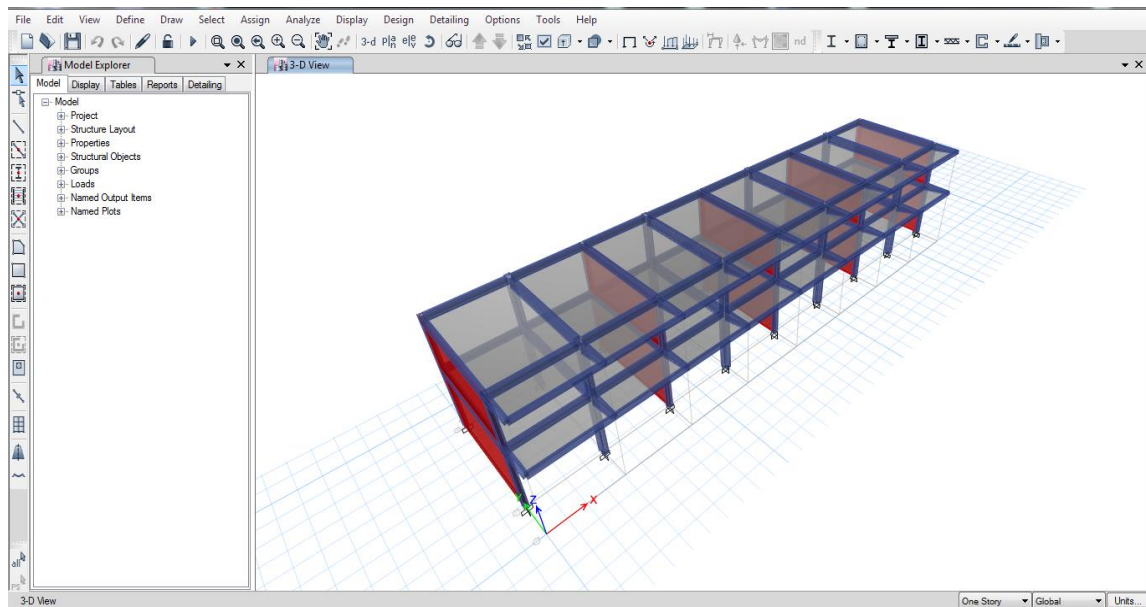 File Edit View Define Draw Select Assign Analyze Display Design Detailing Options Tools Help
3-d
nd
Model Explorer
3-D View
Model Display Tables Reports Detailing
Model
Project
Structure Layout
Properties
Structural Objects
Groups
Loads
Named Output Items
Named Plots
Z
X
all
3-D View
One Story Global Units...